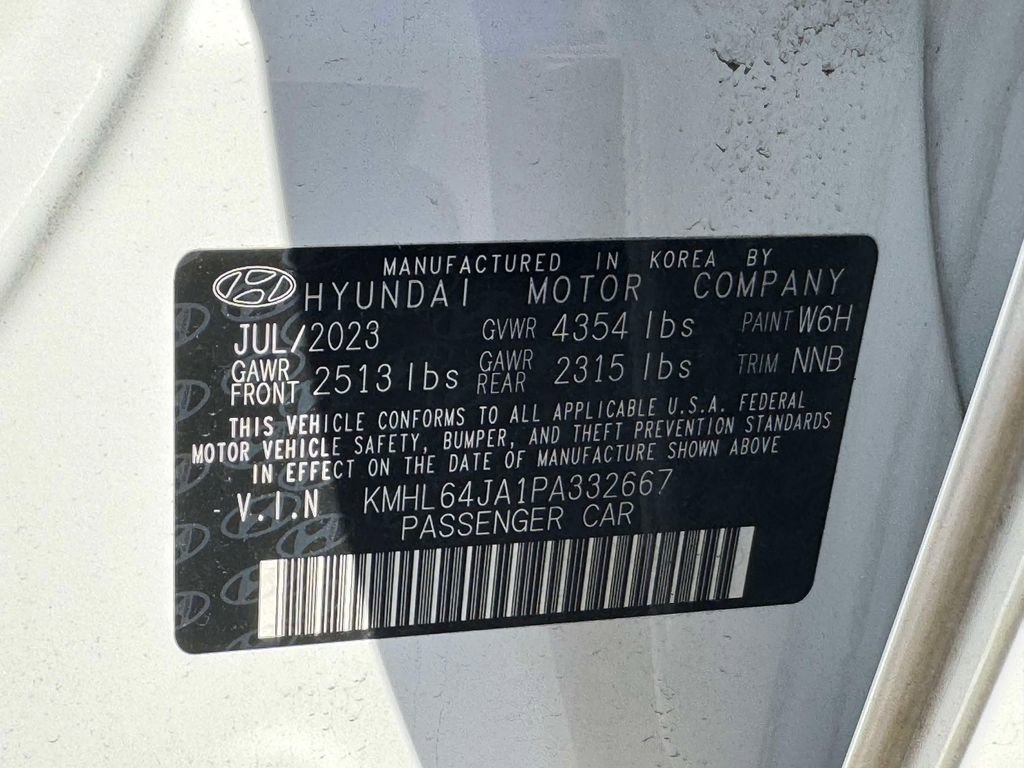 MANUFACTURED IN KOREA BY
HYUNDAI MOTOR COMPANY
JUL/2023 GVWR 4354 lbs PAINT W6H
GAWR FRONT 2513 lbs GAWR REAR 2315 lbs TRIM NNB
THIS VEHICLE CONFORMS TO ALL APPLICABLE U.S.A. FEDERAL
MOTOR VEHICLE SAFETY, BUMPER, AND THEFT PREVENTION STANDARDS
IN EFFECT ON THE DATE OF MANUFACTURE SHOWN ABOVE
V.I.N KMHL64JA1PA332667
PASSENGER CAR